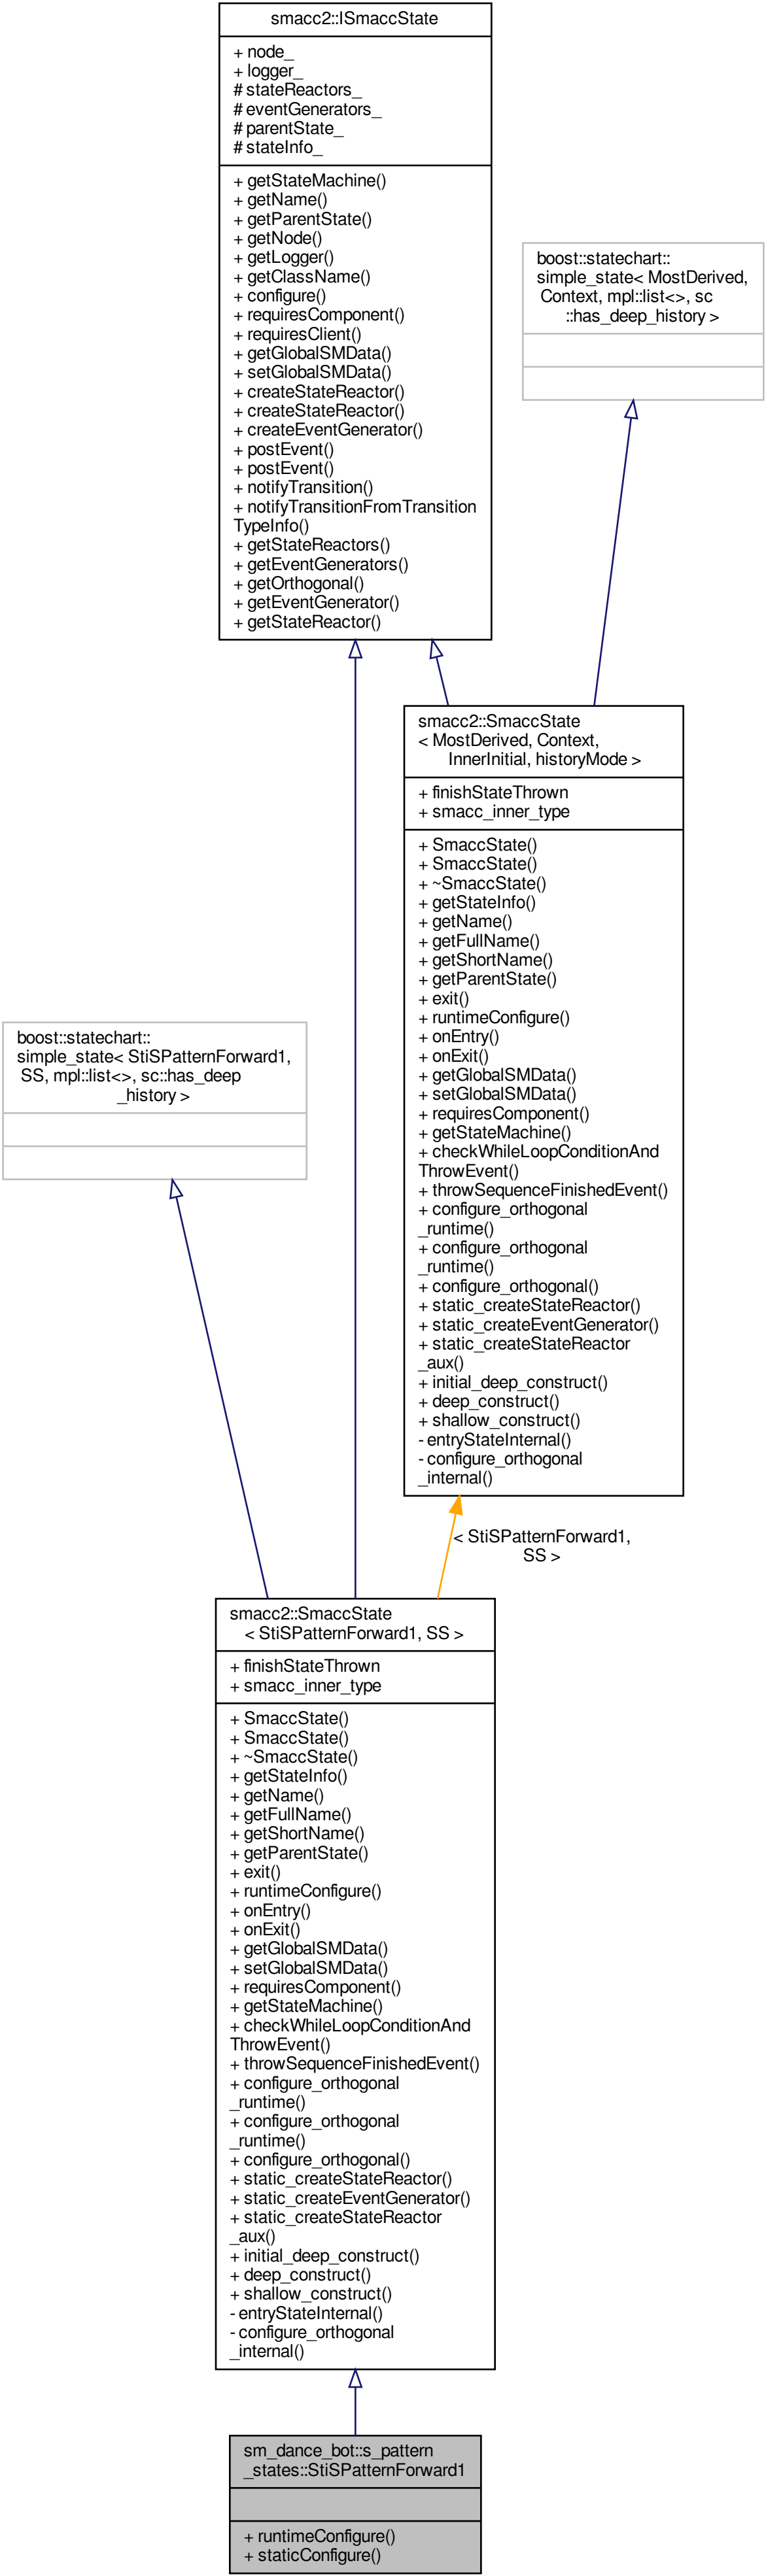 smacc2::ISmaccState
+ node_
+ logger_
# stateReactors_
# eventGenerators_
# parentState_
# stateInfo_
+ getStateMachine()
+ getName()
+ getParentState()
+ getNode()
+ getLogger()
+ getClassName()
+ configure()
+ requiresComponent()
+ requiresClient()
+ getGlobalSMData()
+ setGlobalSMData()
+ createStateReactor()
+ createStateReactor()
+ createEventGenerator()
+ postEvent()
+ postEvent()
+ notifyTransition()
+ notifyTransitionFromTransition
TypeInfo()
+ getStateReactors()
+ getEventGenerators()
+ getOrthogonal()
+ getEventGenerator()
+ getStateReactor()
boost::statechart::
simple_state< MostDerived,
Context, mpl::list<>, sc
::has_deep_history >
smacc2::SmaccState
< MostDerived, Context,
InnerInitial, historyMode >
+ finishStateThrown
+ smacc_inner_type
+ SmaccState()
+ SmaccState()
+ ~SmaccState()
+ getStateInfo()
+ getName()
+ getFullName()
+ getShortName()
+ getParentState()
+ exit()
+ runtimeConfigure()
+ onEntry()
+ onExit()
+ getGlobalSMData()
+ setGlobalSMData()
+ requiresComponent()
+ getStateMachine()
+ checkWhileLoopConditionAnd
ThrowEvent()
+ throwSequenceFinishedEvent()
+ configure_orthogonal
_runtime()
+ configure_orthogonal
_runtime()
+ configure_orthogonal()
+ static_createStateReactor()
+ static_createEventGenerator()
+ static_createStateReactor
_aux()
+ initial_deep_construct()
+ deep_construct()
+ shallow_construct()
- entryStateInternal()
- configure_orthogonal
_internal()
boost::statechart::
simple_state< StiSPatternForward1,
SS, mpl::list<>, sc::has_deep
_history >
< StiSPatternForward1,
SS >
smacc2::SmaccState
< StiSPatternForward1, SS >
+ finishStateThrown
+ smacc_inner_type
+ SmaccState()
+ SmaccState()
+ ~SmaccState()
+ getStateInfo()
+ getName()
+ getFullName()
+ getShortName()
+ getParentState()
+ exit()
+ runtimeConfigure()
+ onEntry()
+ onExit()
+ getGlobalSMData()
+ setGlobalSMData()
+ requiresComponent()
+ getStateMachine()
+ checkWhileLoopConditionAnd
ThrowEvent()
+ throwSequenceFinishedEvent()
+ configure_orthogonal
_runtime()
+ configure_orthogonal
_runtime()
+ configure_orthogonal()
+ static_createStateReactor()
+ static_createEventGenerator()
+ static_createStateReactor
_aux()
+ initial_deep_construct()
+ deep_construct()
+ shallow_construct()
- entryStateInternal()
- configure_orthogonal
_internal()
sm_dance_bot::s_pattern
_states::StiSPatternForward1
+ runtimeConfigure()
+ staticConfigure()